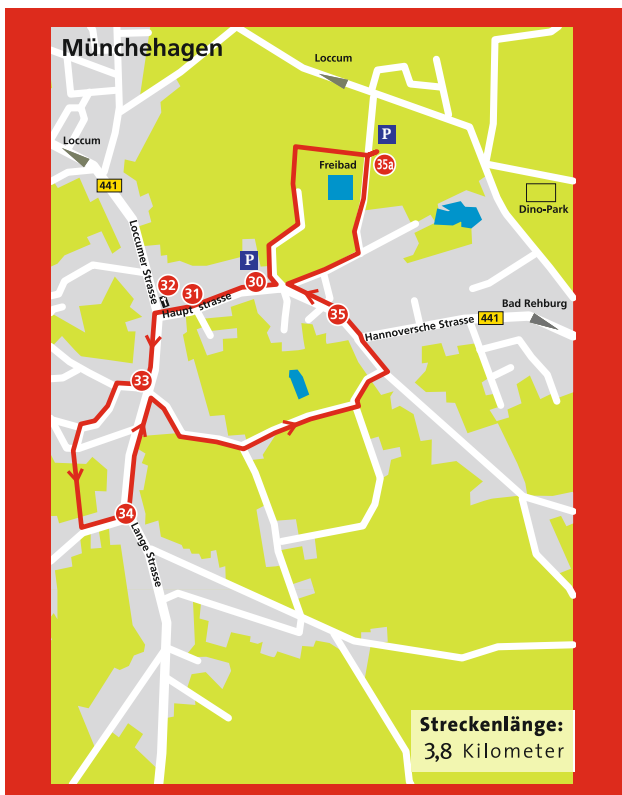 Münchehagen
Loccum
Loccum
P
35a
Freibad
441
Dino-Park
Loccumer Strasse
P
32
31
30
Haupt strasse
35
Bad Rehburg
441
Hannoversche Strasse
33
34
Lange Strasse
Streckenlänge:
3,8 Kilometer